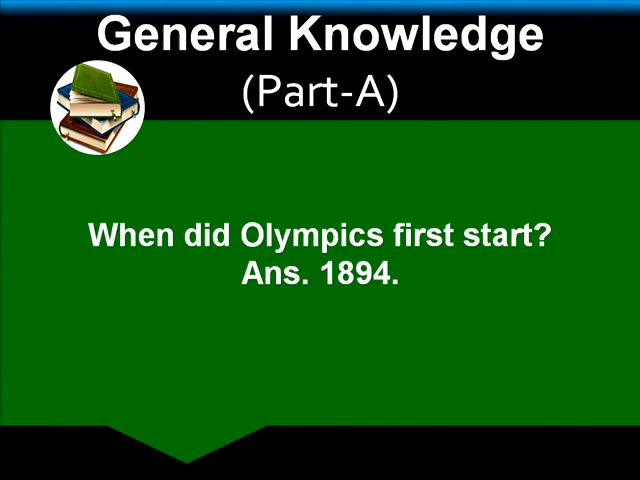 General Knowledge
(Part-A)
When did Olympics first start?
Ans. 1894.